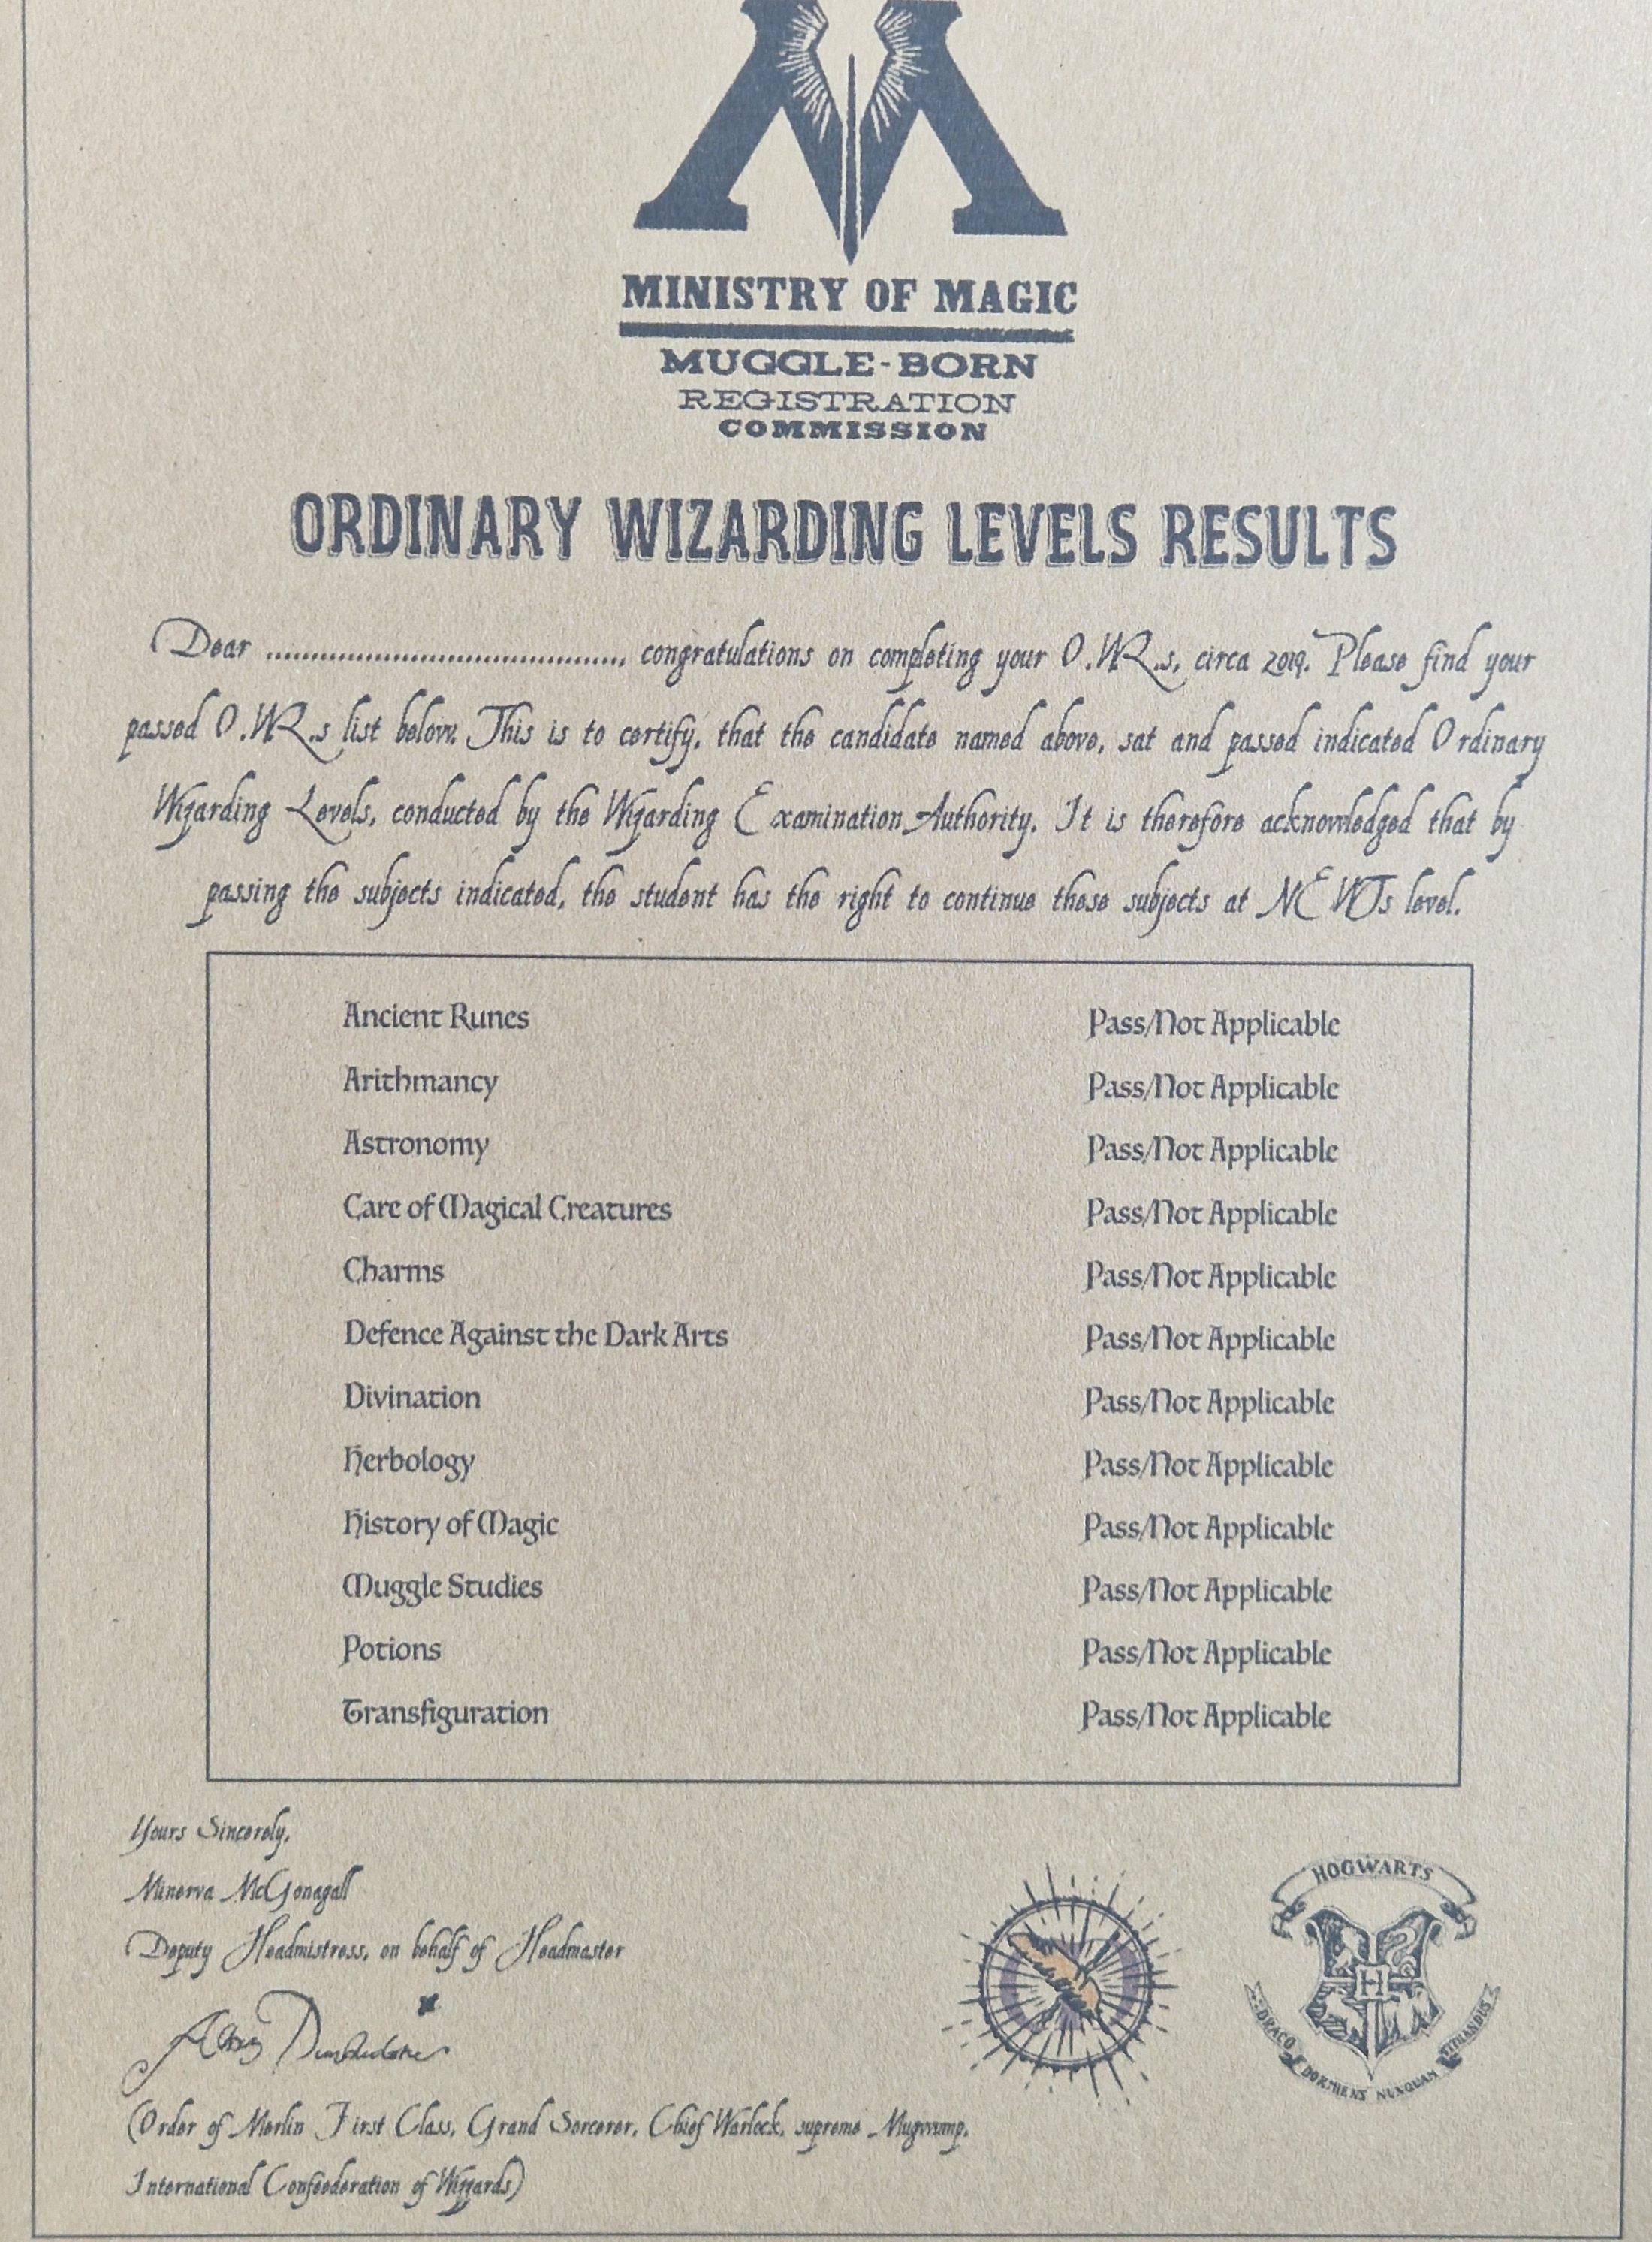 MINISTRY OF MAGIC
MUGGLE-BORN
REGISTRATION
COMMISSION
ORDINARY WIZARDING LEVELS RESULTS
Dear ........................................, congratulations on completing your O.W.L.s, circa 2019. Please find your
passed O.W.L.s list below. This is to certify, that the candidate named above, sat and passed indicated Ordinary
Wizarding Levels, conducted by the Wizarding Examination Authority. It is therefore acknowledged that by
passing the subjects indicated, the student has the right to continue these subjects at NEWTs level.
Ancient Runes Pass/Not Applicable
Arithmancy Pass/Not Applicable
Astronomy Pass/Not Applicable
Care of Magical Creatures Pass/Not Applicable
Charms Pass/Not Applicable
Defence Against the Dark Arts Pass/Not Applicable
Divination Pass/Not Applicable
Herbology Pass/Not Applicable
History of Magic Pass/Not Applicable
Muggle Studies Pass/Not Applicable
Potions Pass/Not Applicable
Transfiguration Pass/Not Applicable
Yours Sincerely,
Minerva McGonagall
Deputy Headmistress, on behalf of Headmaster
Albus Dumbledore
(Order of Merlin First Class, Grand Sorcerer, Chief Warlock, supreme Mugwump,
International Confeederation of Wizzards)
HOGWARTS
H
DRACO DORMIENS NUNQUAM TITILLANDUS